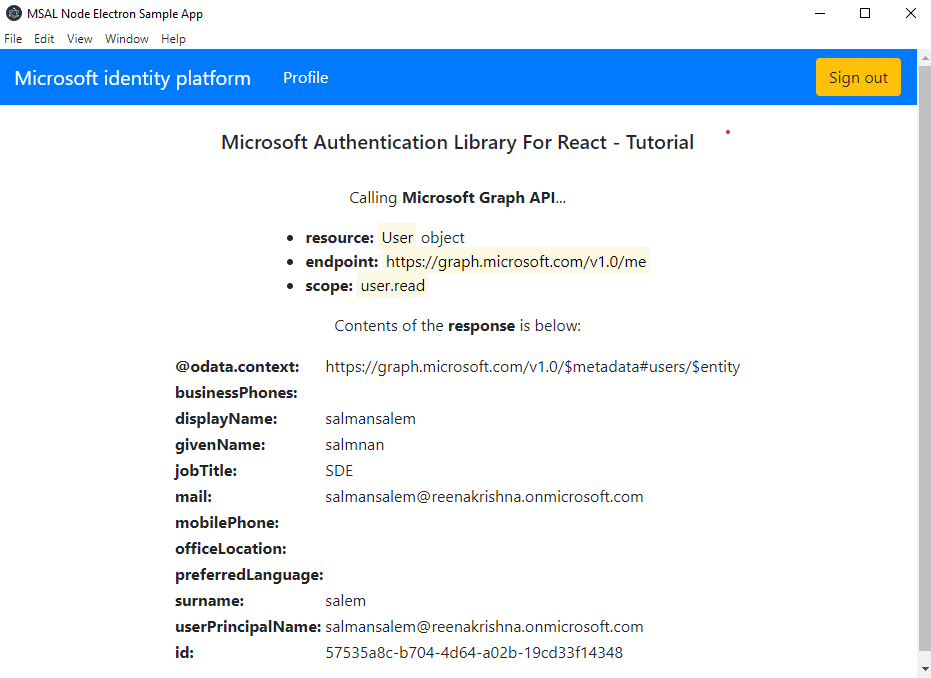 MSAL Node Electron Sample App
File Edit View Window Help
Microsoft identity platform Profile Sign out
Microsoft Authentication Library For React - Tutorial
Calling Microsoft Graph API...
• resource: User object
• endpoint: https://graph.microsoft.com/v1.0/me
• scope: user.read
Contents of the response is below:
@odata.context: https://graph.microsoft.com/v1.0/$metadata#users/$entity
businessPhones:
displayName: salmansalem
givenName: salmnan
jobTitle: SDE
mail: salmansalem@reenakrishna.onmicrosoft.com
mobilePhone:
officeLocation:
preferredLanguage:
surname: salem
userPrincipalName: salmansalem@reenakrishna.onmicrosoft.com
id: 57535a8c-b704-4d64-a02b-19cd33f14348